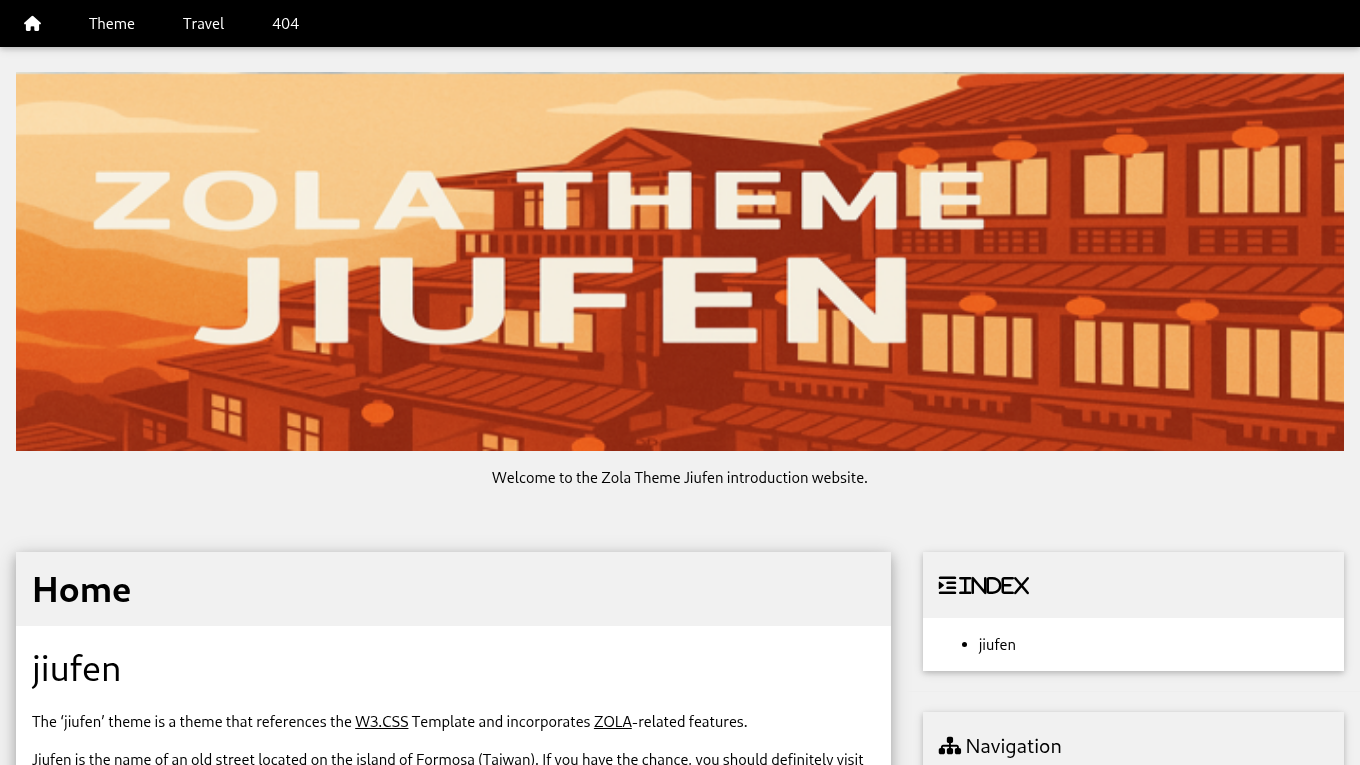 Theme Travel 404
ZOLA THEME
JIUFEN
Welcome to the Zola Theme Jiufen introduction website.
Home
jiufen
The ‘jiufen’ theme is a theme that references the W3.CSS Template and incorporates ZOLA-related features.
Jiufen is the name of an old street located on the island of Formosa (Taiwan). If you have the chance, you should definitely visit
INDEX
jiufen
Navigation